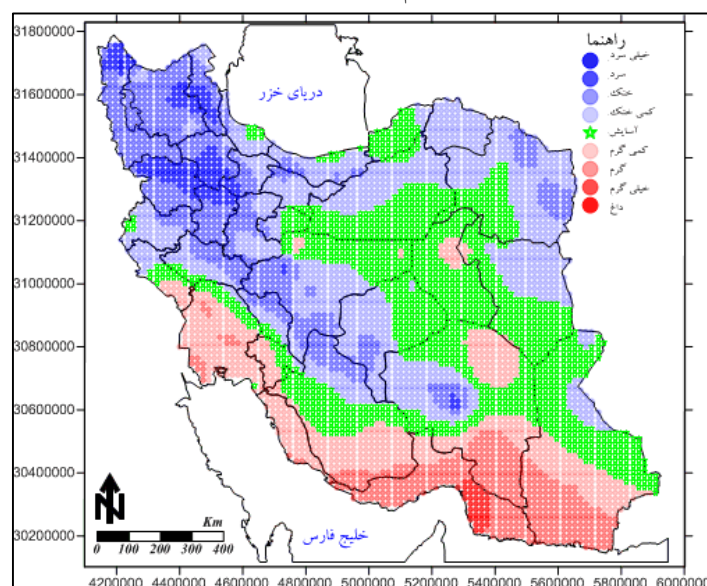 راهنما
خیلی سرد
سرد
خنک
کمی خنک
آسایش
کمی گرم
گرم
خیلی گرم
داغ
دریای خزر
خلیج فارس
N
Km
0 100 200 300 400
31800000
31600000
31400000
31200000
31000000
30800000
30600000
30400000
30200000
4200000 4400000 4600000 4800000 5000000 5200000 5400000 5600000 5800000 6000000